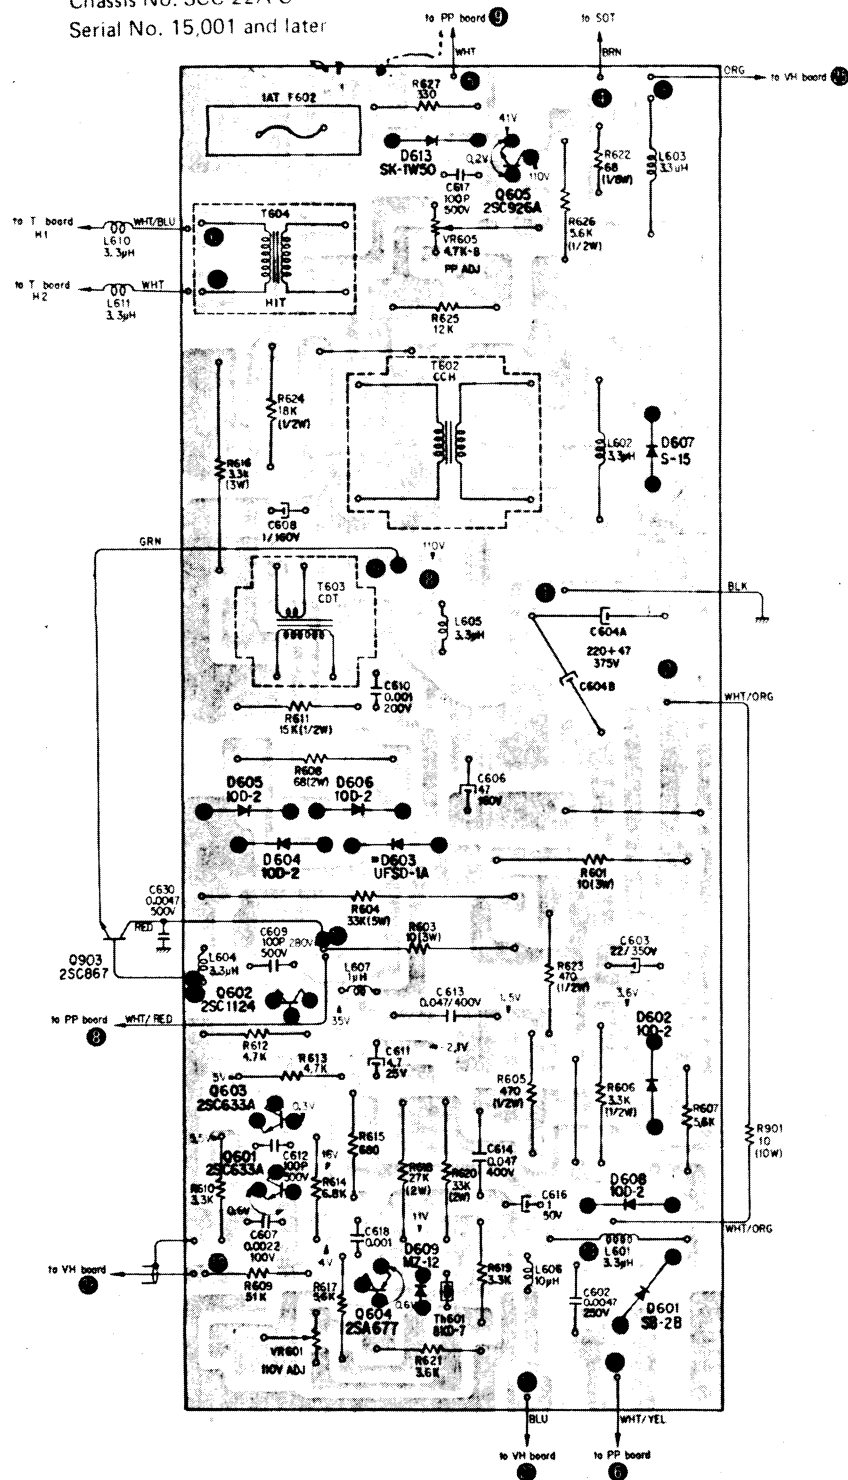 Serial No. 15,001 and later
to PP board 9
to SOT
WHT
BRN
ORG
to VH board
1AT F602
R627
330
41V
D613
SK-1W50
0.2V
110V
C617
100P
500V
Q605
2SC926A
R622
68
(1/8W)
L603
3.3µH
to T board
H1
WHT/BLU
L610
3.3µH
T604
VR605
4.7K-B
PP ADJ
R626
5.6K
(1/2W)
to T board
H2
WHT
L611
3.3µH
HIT
R625
12K
T602
CCH
R624
18K
(1/2W)
R616
3.3K
(3W)
L602
3.3µH
D607
S-15
C608
1/160V
GRN
110V
T603
CDT
BLK
L605
3.3µH
C604A
220+47
375V
C604B
C610
0.001
200V
WHT/ORG
R611
15K(1/2W)
R608
68(2W)
D605
10D-2
D606
10D-2
C606
47
160V
D604
10D-2
D603
UFSD-1A
R601
10(3W)
C630
0.0047
500V
RED
R604
33K(5W)
R603
10(3W)
Q903
2SC867
C609
100P
500V
280V
L604
3.3µH
L607
1µH
R623
470
(1/2W)
C603
22/350V
Q602
2SC1124
C613
0.047/400V
1.5V
3.6V
D602
10D-2
to PP board
8
WHT/RED
35V
R612
4.7K
C611
4.7
25V
2.1V
R613
4.7K
R605
470
(1/2W)
R606
3.3K
(1/2W)
R607
5.6K
Q603
2SC633A
0.3V
R901
10
(10W)
R615
680
Q601
2SC633A
C612
100P
500V
16V
R614
6.8K
R618
27K
(2W)
R620
33K
(2W)
C614
0.047
400V
R610
3.3K
D608
10D-2
0.6V
C616
1
50V
WHT/ORG
C607
0.0022
100V
C618
0.001
11V
4V
D609
MZ-12
L601
3.3µH
to VH board
R609
51K
R617
5.6K
R619
3.3K
L606
10µH
Q604
2SA677
0.6V
Th601
8KD-7
C602
0.0047
250V
D601
SB-2B
VR601
110V ADJ
R621
3.6K
BLU
WHT/YEL
to VH board
to PP board
6